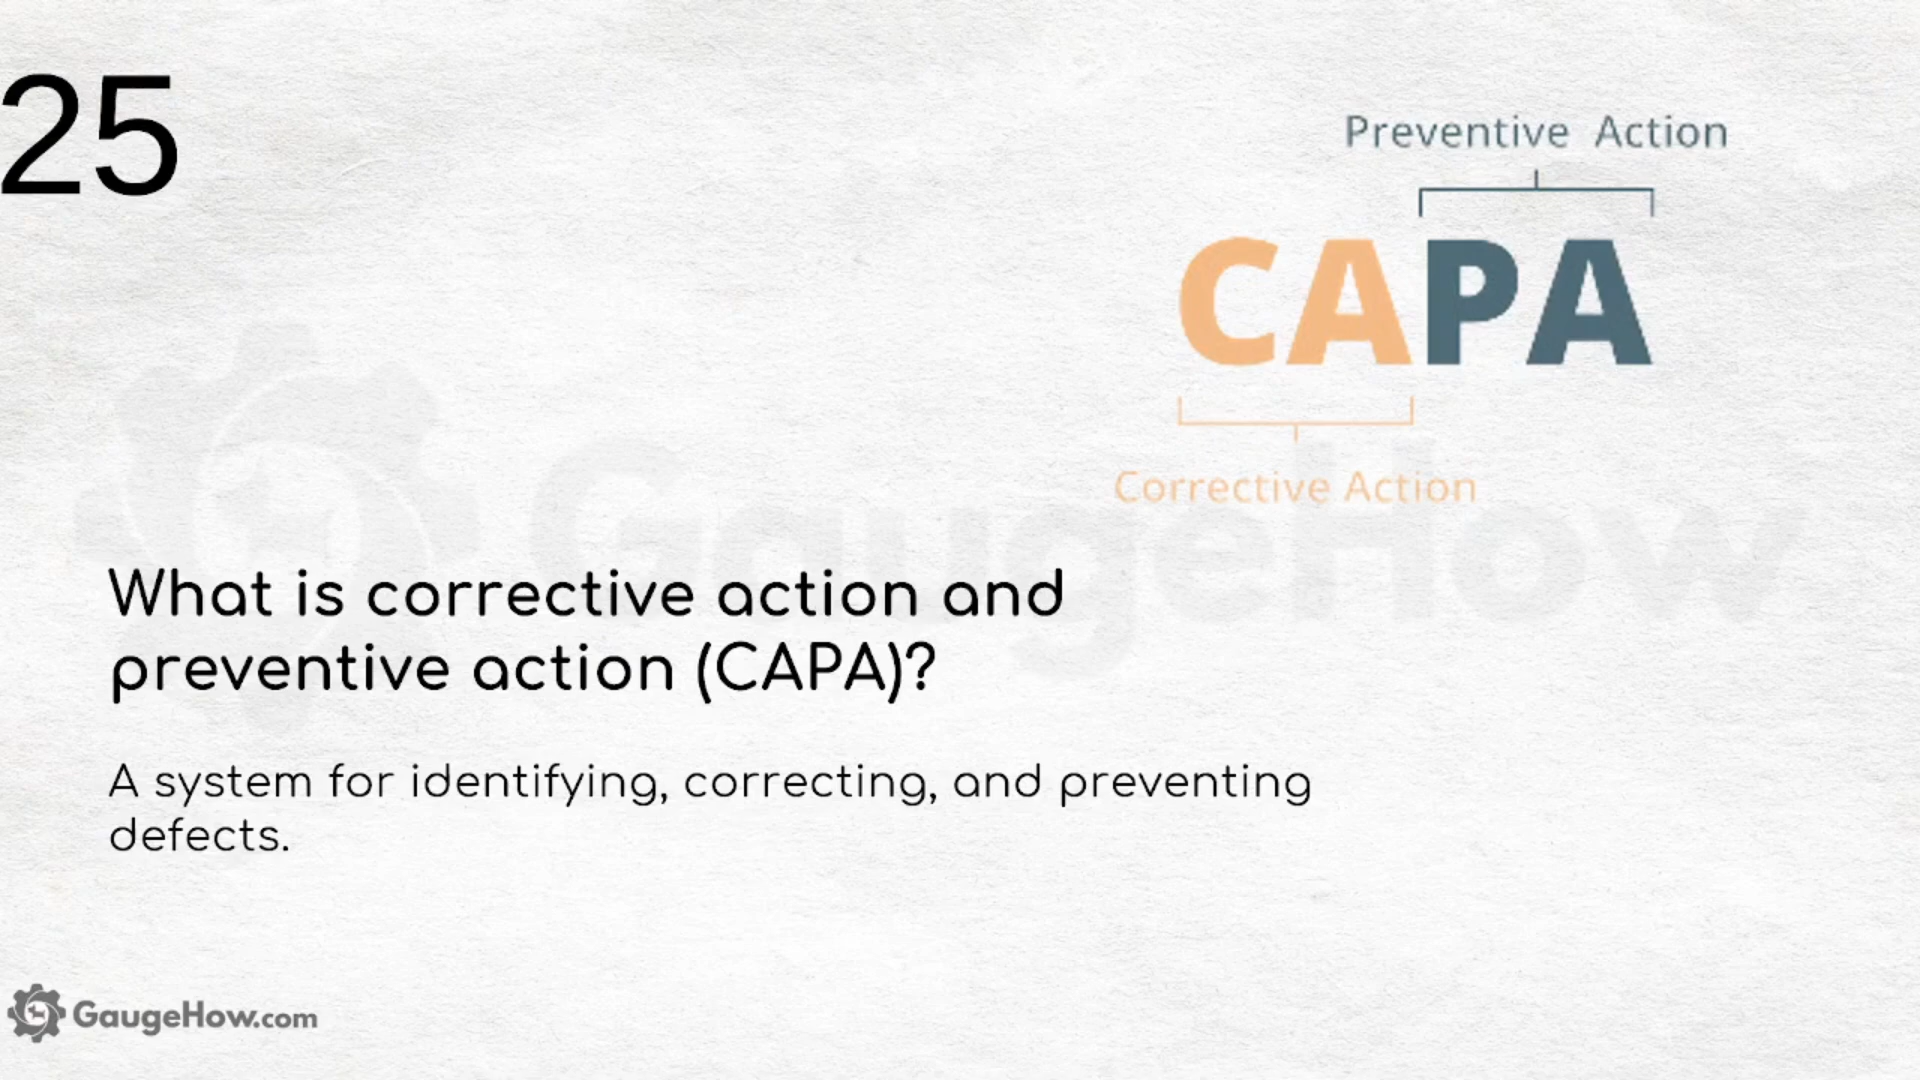 25
Preventive Action
CAPA
Corrective Action
GaugeHow
What is corrective action and
preventive action (CAPA)?
A system for identifying, correcting, and preventing
defects.
GaugeHow.com